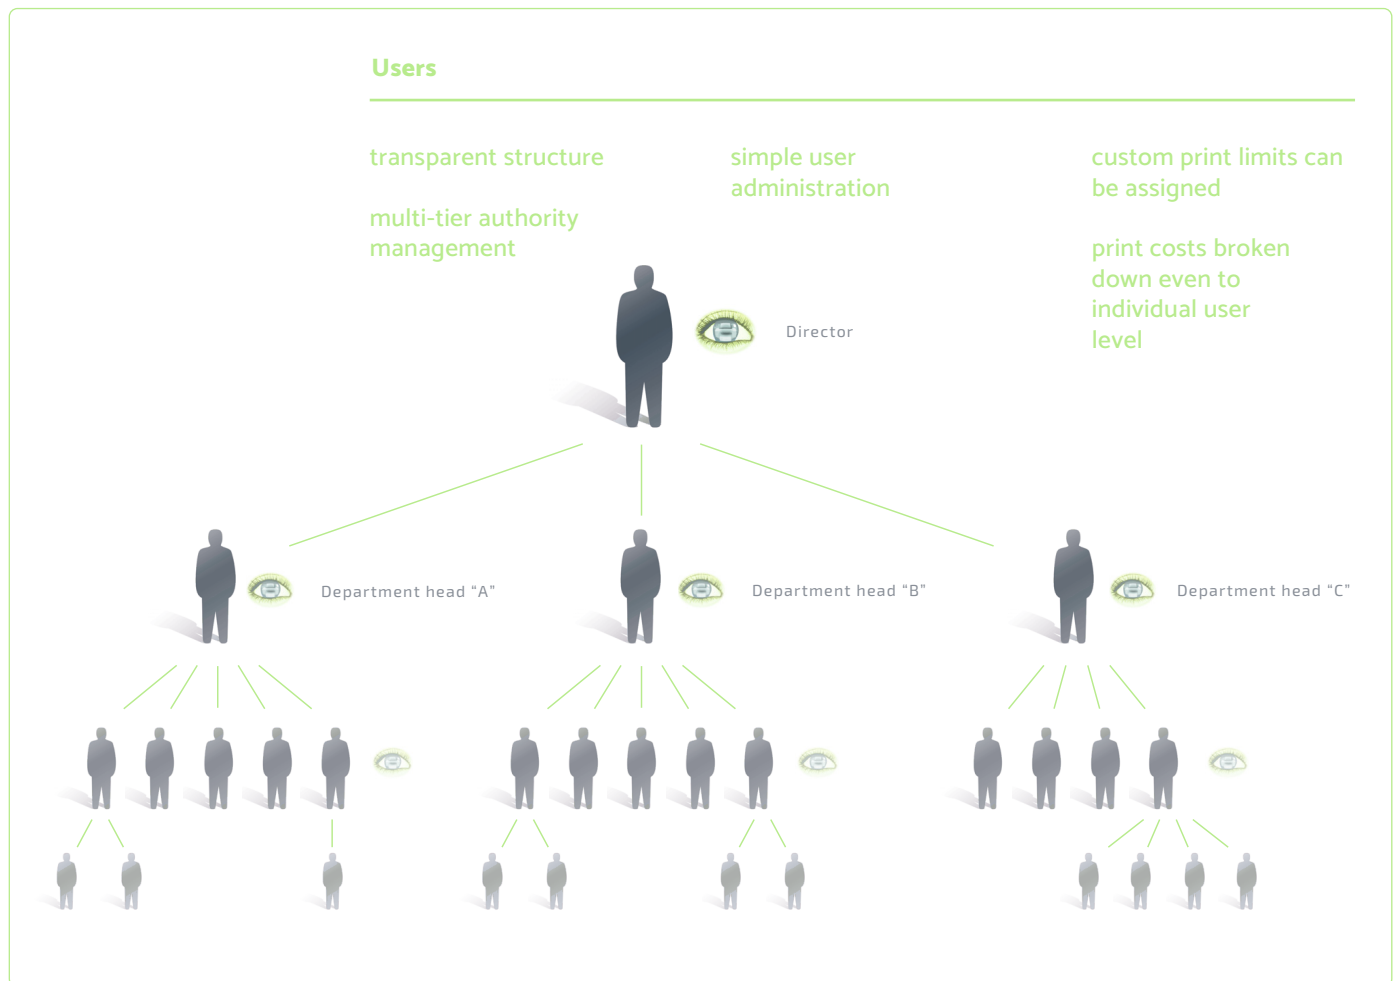 Users
transparent structure
multi-tier authority
management
simple user
administration
custom print limits can
be assigned
print costs broken
down even to
individual user
level
Director
Department head “A”
Department head “B”
Department head “C”